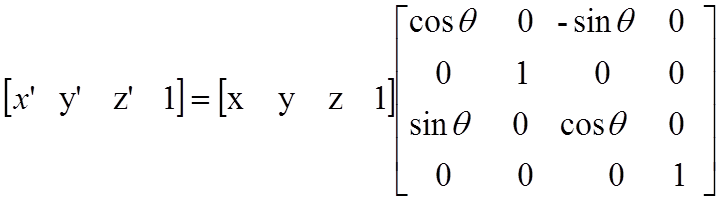 cosθ 0 -sinθ 0
[x' y' z' 1]=[x y z 1] 0 1 0 0
sinθ 0 cosθ 0
0 0 0 1